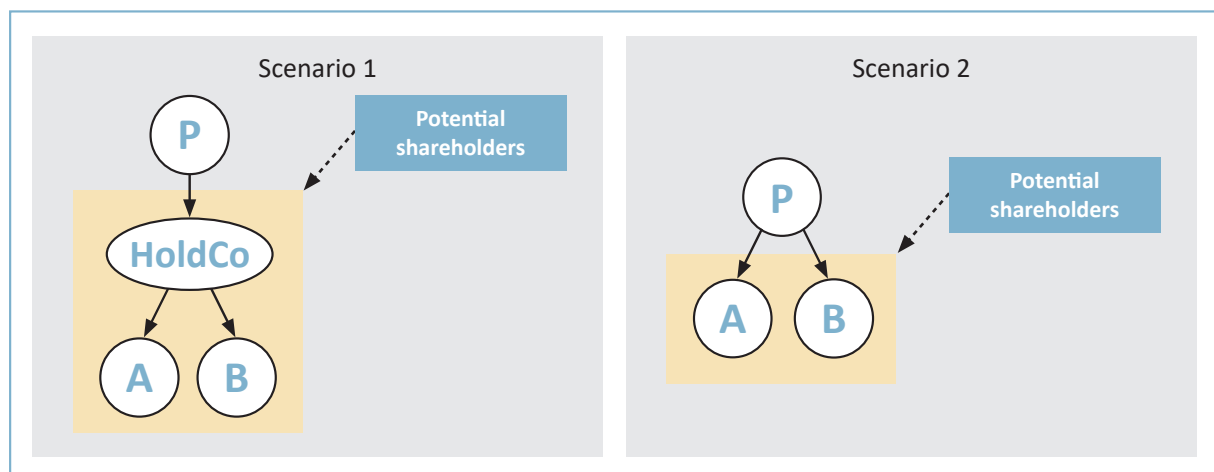 Scenario 1
P
Potential
shareholders
HoldCo
A
B
Scenario 2
P
Potential
shareholders
A
B